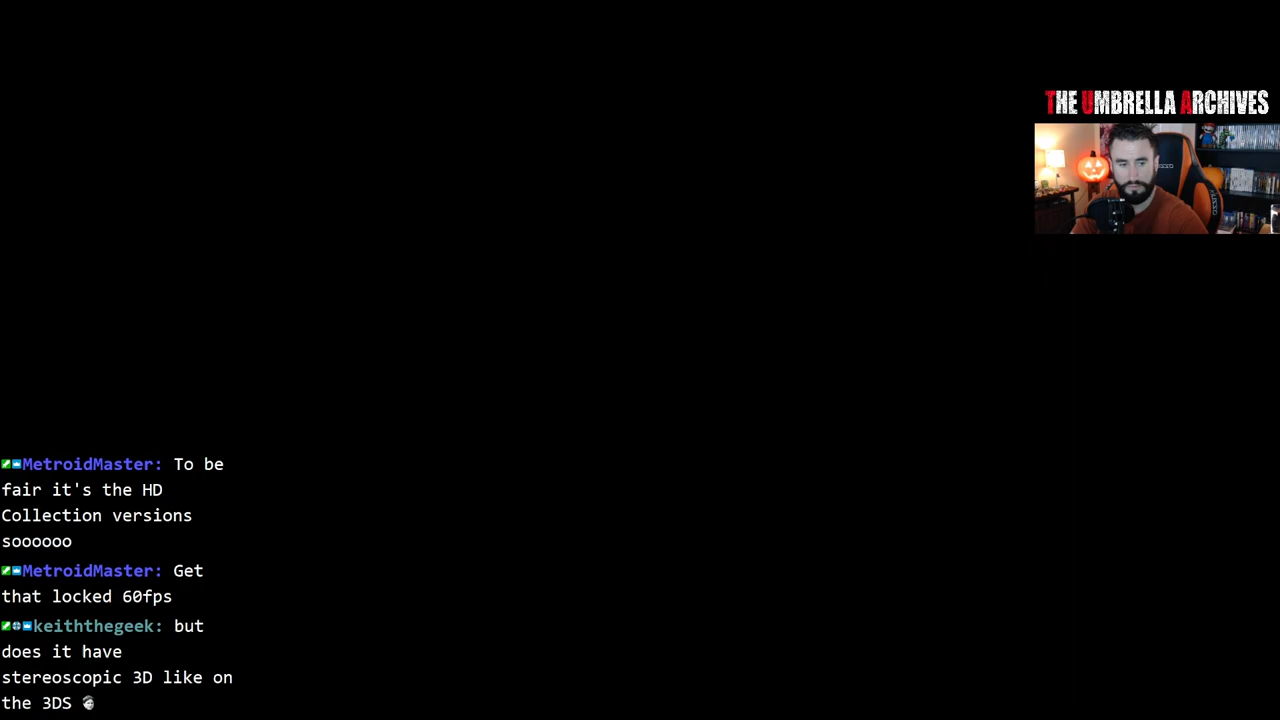 THE UMBRELLA ARCHIVES
MetroidMaster: To be
fair it's the HD
Collection versions
soooooo
MetroidMaster: Get
that locked 60fps
keiththegeek: but
does it have
stereoscopic 3D like on
the 3DS